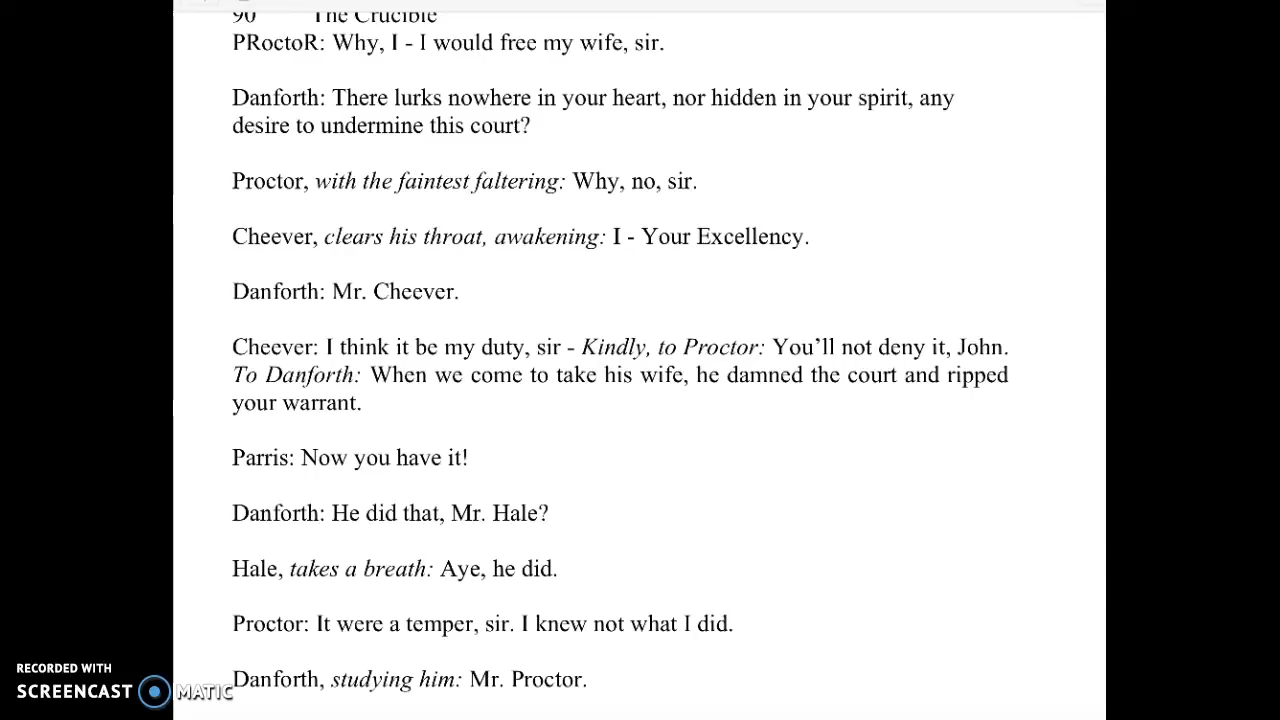 90 The Crucible
PRoctoR: Why, I - I would free my wife, sir.
Danforth: There lurks nowhere in your heart, nor hidden in your spirit, any
desire to undermine this court?
Proctor, with the faintest faltering: Why, no, sir.
Cheever, clears his throat, awakening: I - Your Excellency.
Danforth: Mr. Cheever.
Cheever: I think it be my duty, sir - Kindly, to Proctor: You’ll not deny it, John.
To Danforth: When we come to take his wife, he damned the court and ripped
your warrant.
Parris: Now you have it!
Danforth: He did that, Mr. Hale?
Hale, takes a breath: Aye, he did.
Proctor: It were a temper, sir. I knew not what I did.
Danforth, studying him: Mr. Proctor.
RECORDED WITH
SCREENCAST MATIC